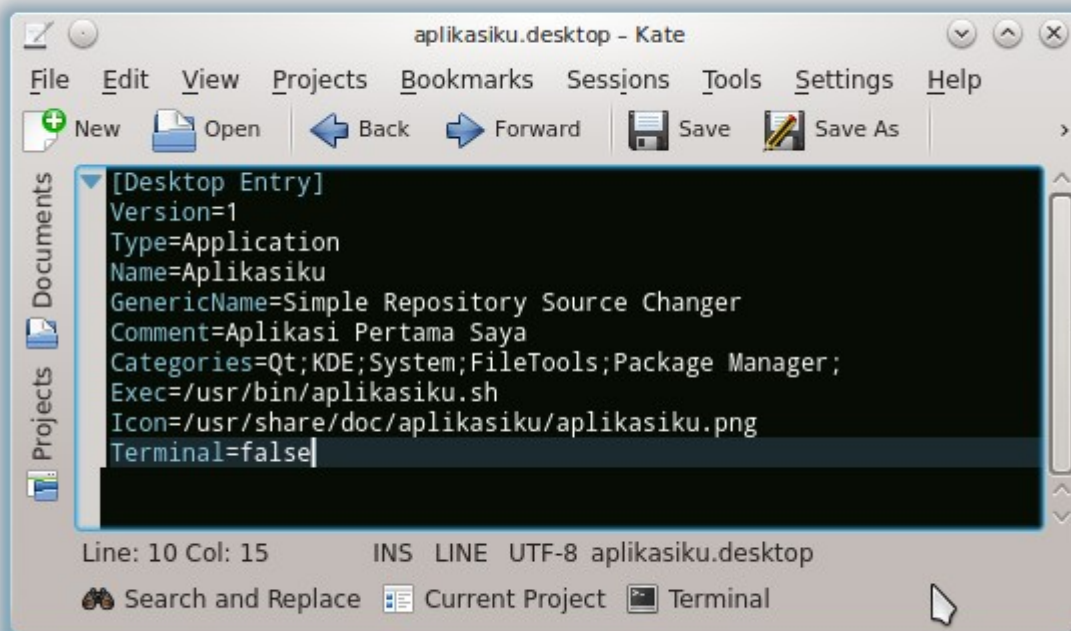 aplikasiku.desktop – Kate
File Edit View Projects Bookmarks Sessions Tools Settings Help
New Open Back Forward Save Save As
Documents
Projects
[Desktop Entry]
Version=1
Type=Application
Name=Aplikasiku
GenericName=Simple Repository Source Changer
Comment=Aplikasi Pertama Saya
Categories=Qt;KDE;System;FileTools;Package Manager;
Exec=/usr/bin/aplikasiku.sh
Icon=/usr/share/doc/aplikasiku/aplikasiku.png
Terminal=false
Line: 10 Col: 15 INS LINE UTF-8 aplikasiku.desktop
Search and Replace Current Project Terminal